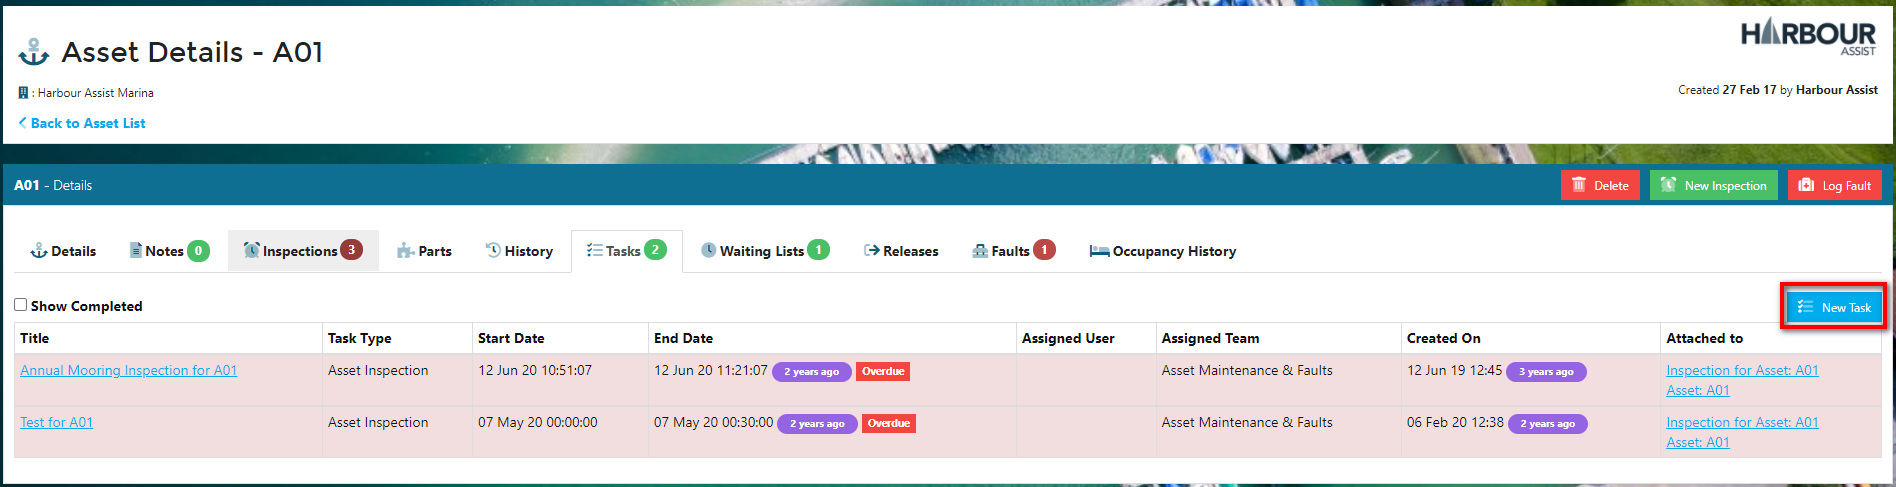 Asset Details - A01
HARBOUR
ASSIST
: Harbour Assist Marina
Created 27 Feb 17 by Harbour Assist
Back to Asset List
A01 - Details
Delete
New Inspection
Log Fault
Details
Notes 0
Inspections 3
Parts
History
Tasks 2
Waiting Lists 1
Releases
Faults 1
Occupancy History
Show Completed
New Task
Title Task Type Start Date End Date Assigned User Assigned Team Created On Attached to
Annual Mooring Inspection for A01 Asset Inspection 12 Jun 20 10:51:07 12 Jun 20 11:21:07 2 years ago Overdue Asset Maintenance & Faults 12 Jun 19 12:45 3 years ago Inspection for Asset: A01
Asset: A01
Test for A01 Asset Inspection 07 May 20 00:00:00 07 May 20 00:30:00 2 years ago Overdue Asset Maintenance & Faults 06 Feb 20 12:38 2 years ago Inspection for Asset: A01
Asset: A01